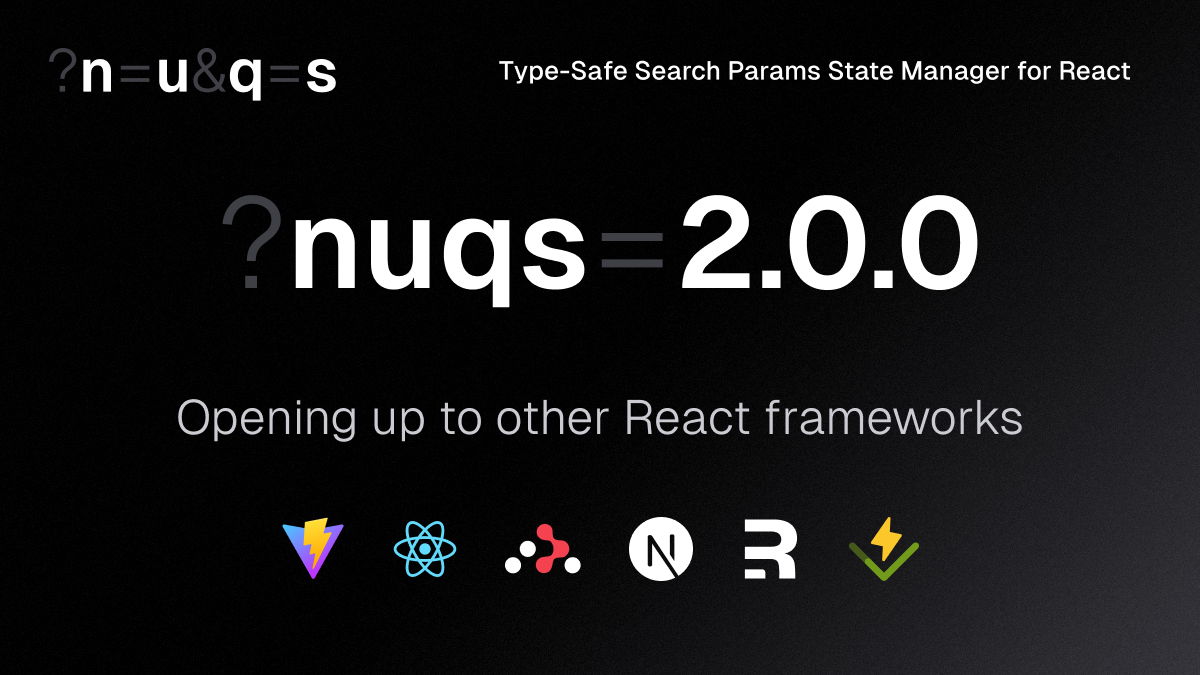 ?n=u&q=s
Type-Safe Search Params State Manager for React
?nuqs=2.0.0
Opening up to other React frameworks